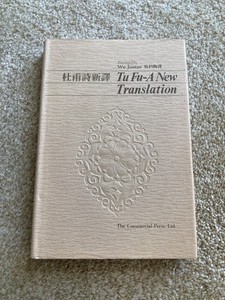 Wu Juntao 吳鈞陶譯
杜甫詩新譯 Tu Fu-A New
Translation
The Commercial Press Ltd.